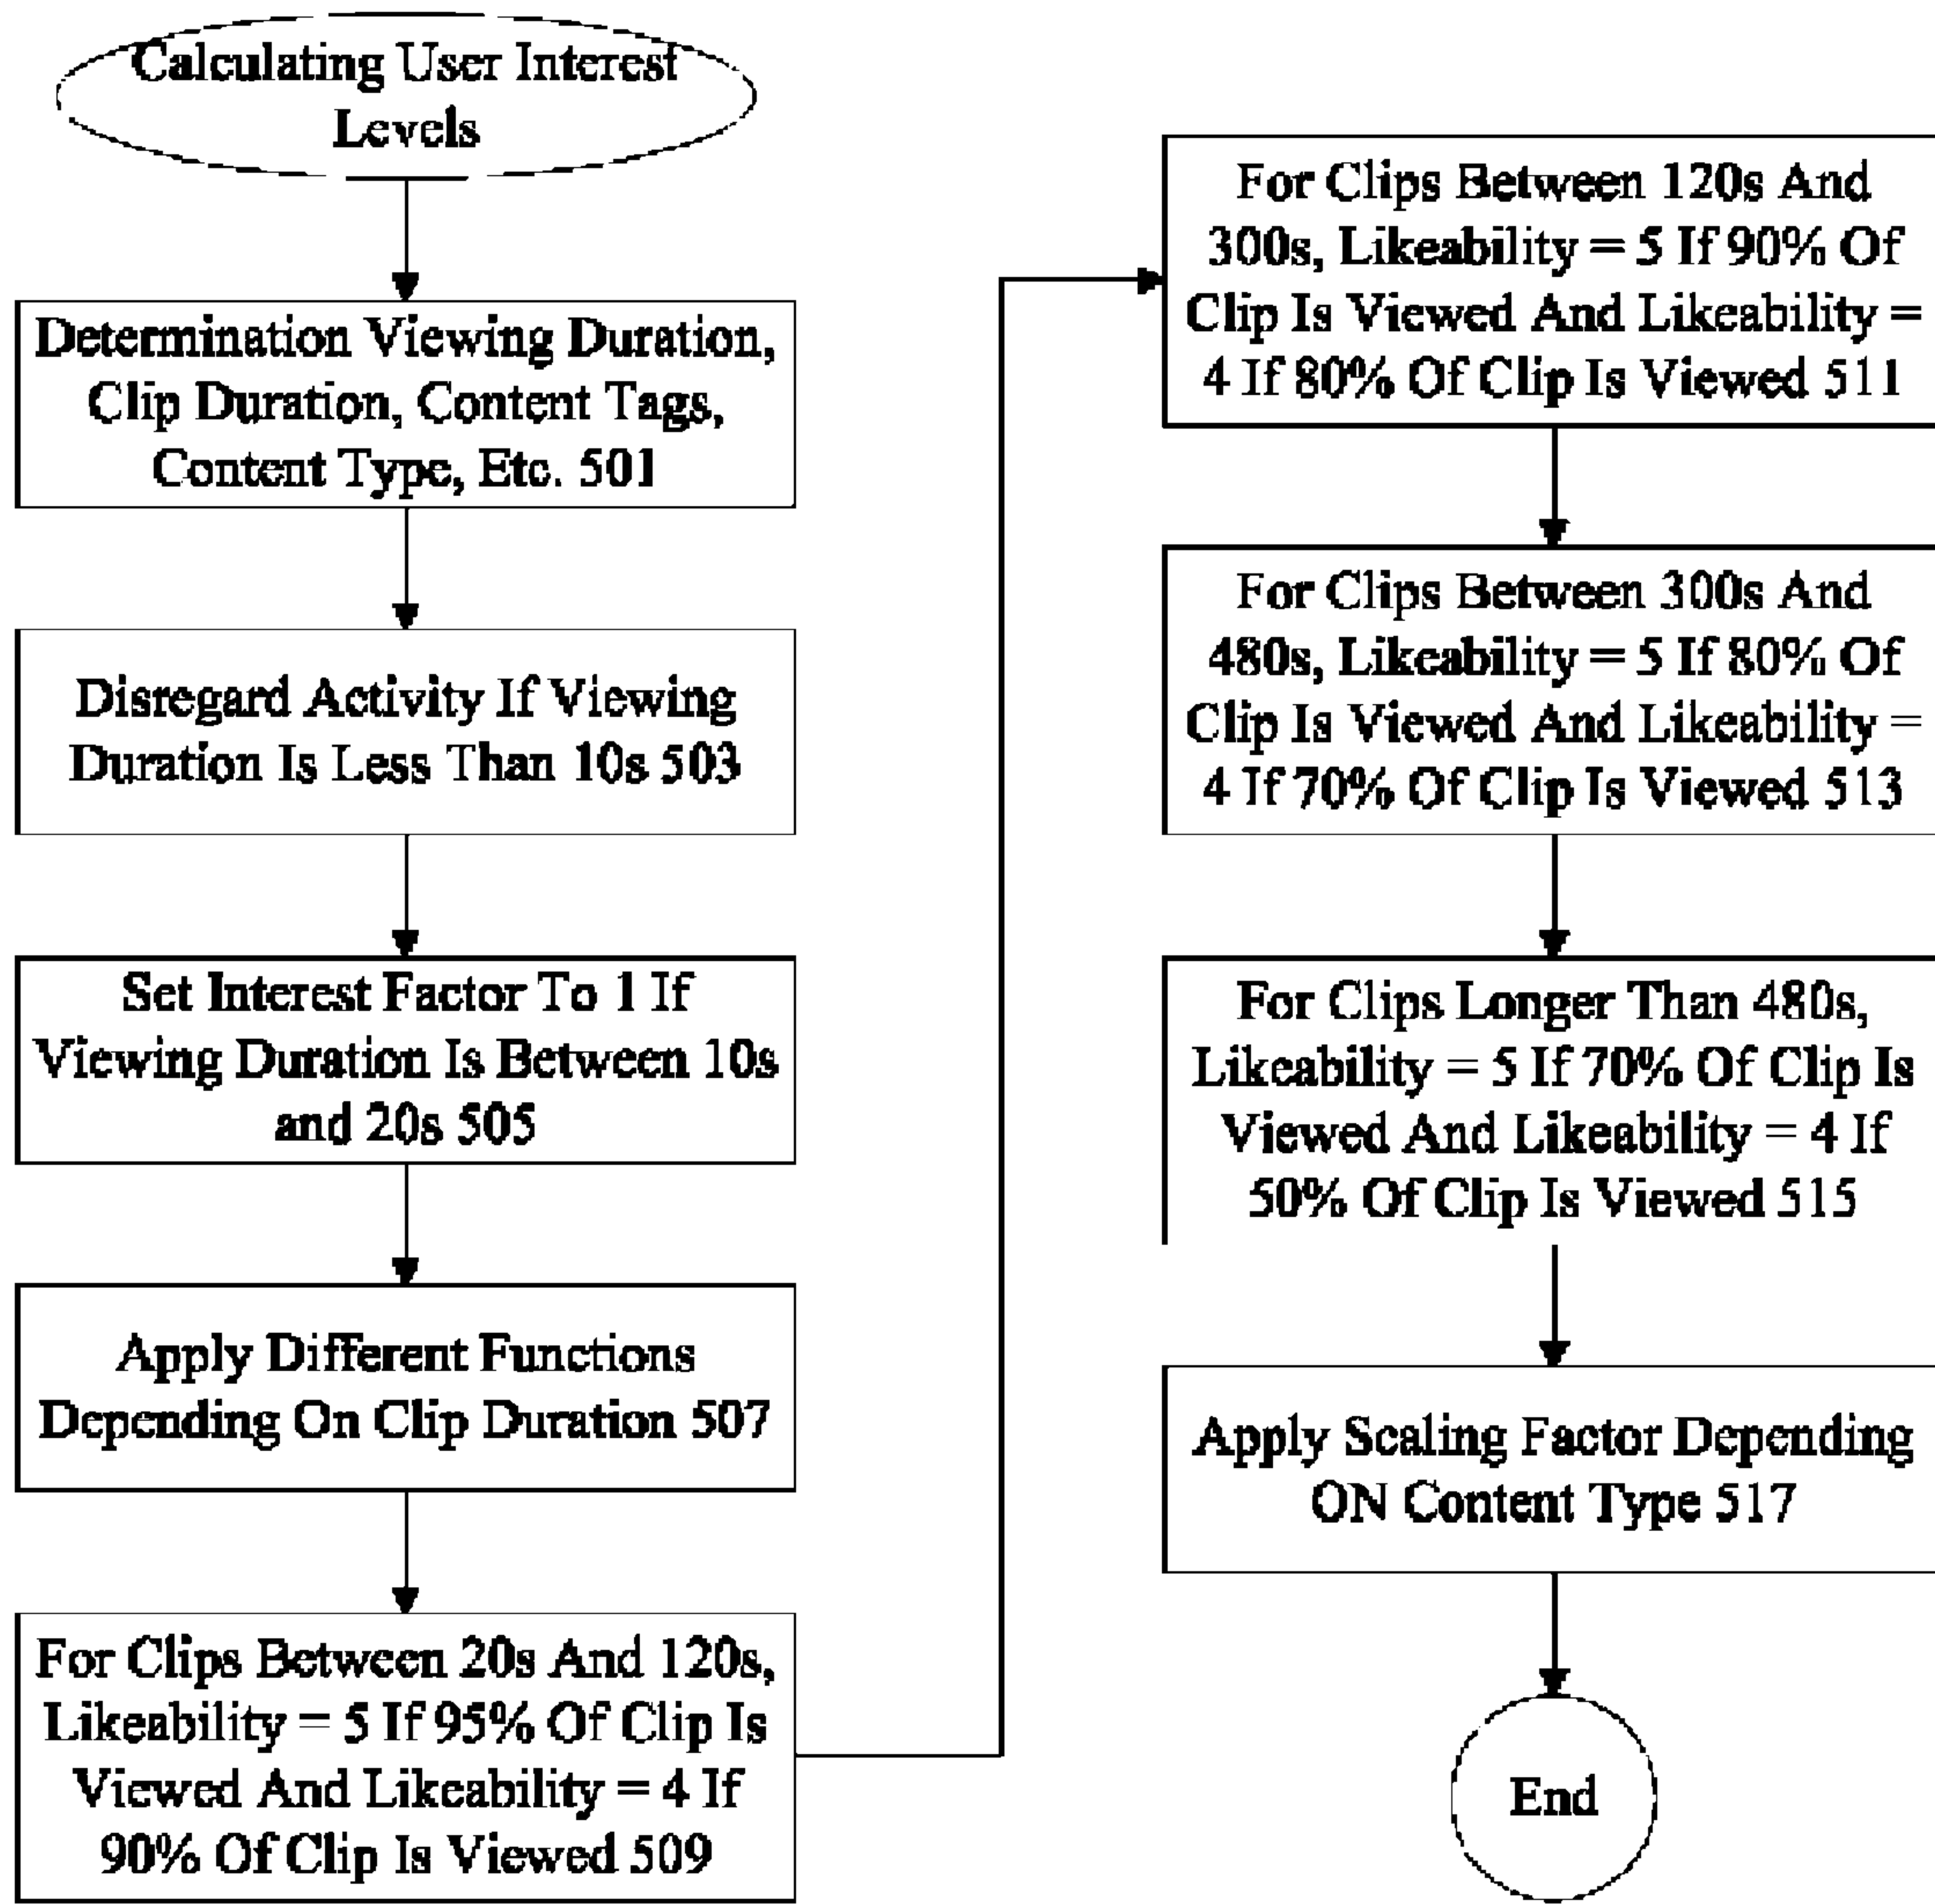 Calculating User Interest
Levels
Determination Viewing Duration,
Clip Duration, Content Tags,
Content Type, Etc. 501
Disregard Activity If Viewing
Duration Is Less Than 10s 503
Set Interest Factor To 1 If
Viewing Duration Is Between 10s
and 20s 505
Apply Different Functions
Depending On Clip Duration 507
For Clips Between 20s And 120s,
Likeability = 5 If 95% Of Clip Is
Viewed And Likeability = 4 If
90% Of Clip Is Viewed 509
For Clips Between 120s And
300s, Likeability = 5 If 90% Of
Clip Is Viewed And Likeability =
4 If 80% Of Clip Is Viewed 511
For Clips Between 300s And
480s, Likeability = 5 If 80% Of
Clip Is Viewed And Likeability =
4 If 70% Of Clip Is Viewed 513
For Clips Longer Than 480s,
Likeability = 5 If 70% Of Clip Is
Viewed And Likeability = 4 If
50% Of Clip Is Viewed 515
Apply Scaling Factor Depending
ON Content Type 517
End